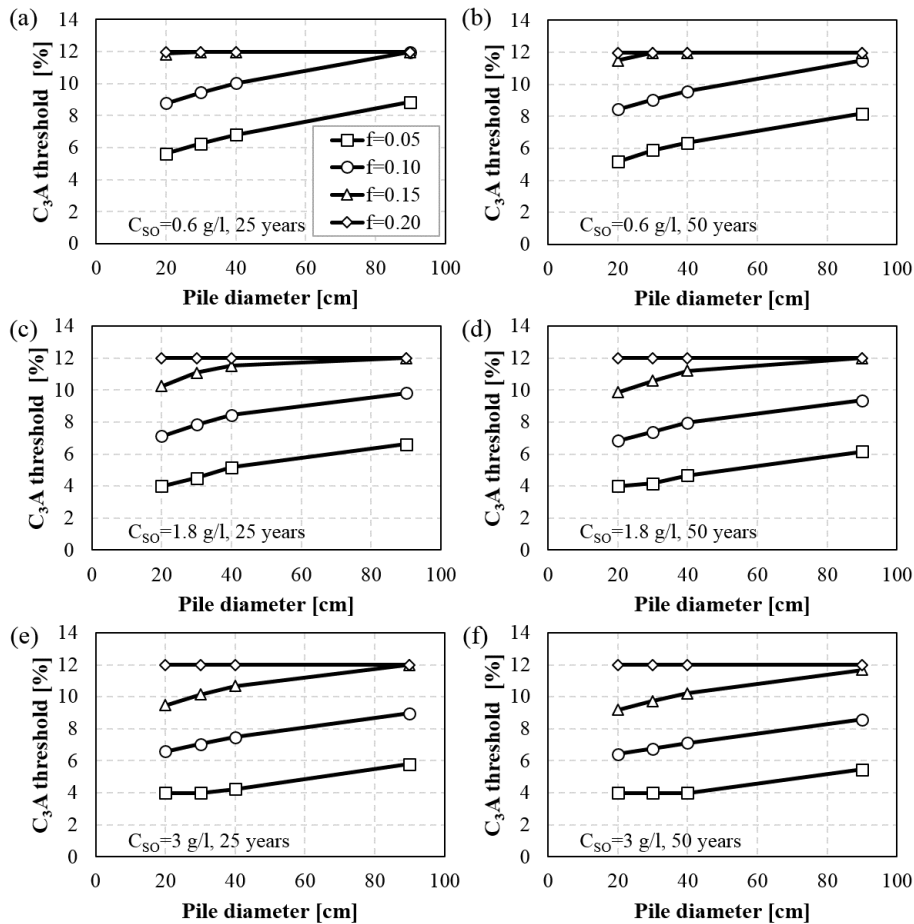 (a)
14
12
10
8
6
4
2
0
C₃A threshold [%]
f=0.05
f=0.10
f=0.15
f=0.20
C_SO=0.6 g/l, 25 years
0 20 40 60 80 100
Pile diameter [cm]
(b)
14
12
10
8
6
4
2
0
C₃A threshold [%]
C_SO=0.6 g/l, 50 years
0 20 40 60 80 100
Pile diameter [cm]
(c)
14
12
10
8
6
4
2
0
C₃A threshold [%]
C_SO=1.8 g/l, 25 years
0 20 40 60 80 100
Pile diameter [cm]
(d)
14
12
10
8
6
4
2
0
C₃A threshold [%]
C_SO=1.8 g/l, 50 years
0 20 40 60 80 100
Pile diameter [cm]
(e)
14
12
10
8
6
4
2
0
C₃A threshold [%]
C_SO=3 g/l, 25 years
0 20 40 60 80 100
Pile diameter [cm]
(f)
14
12
10
8
6
4
2
0
C₃A threshold [%]
C_SO=3 g/l, 50 years
0 20 40 60 80 100
Pile diameter [cm]